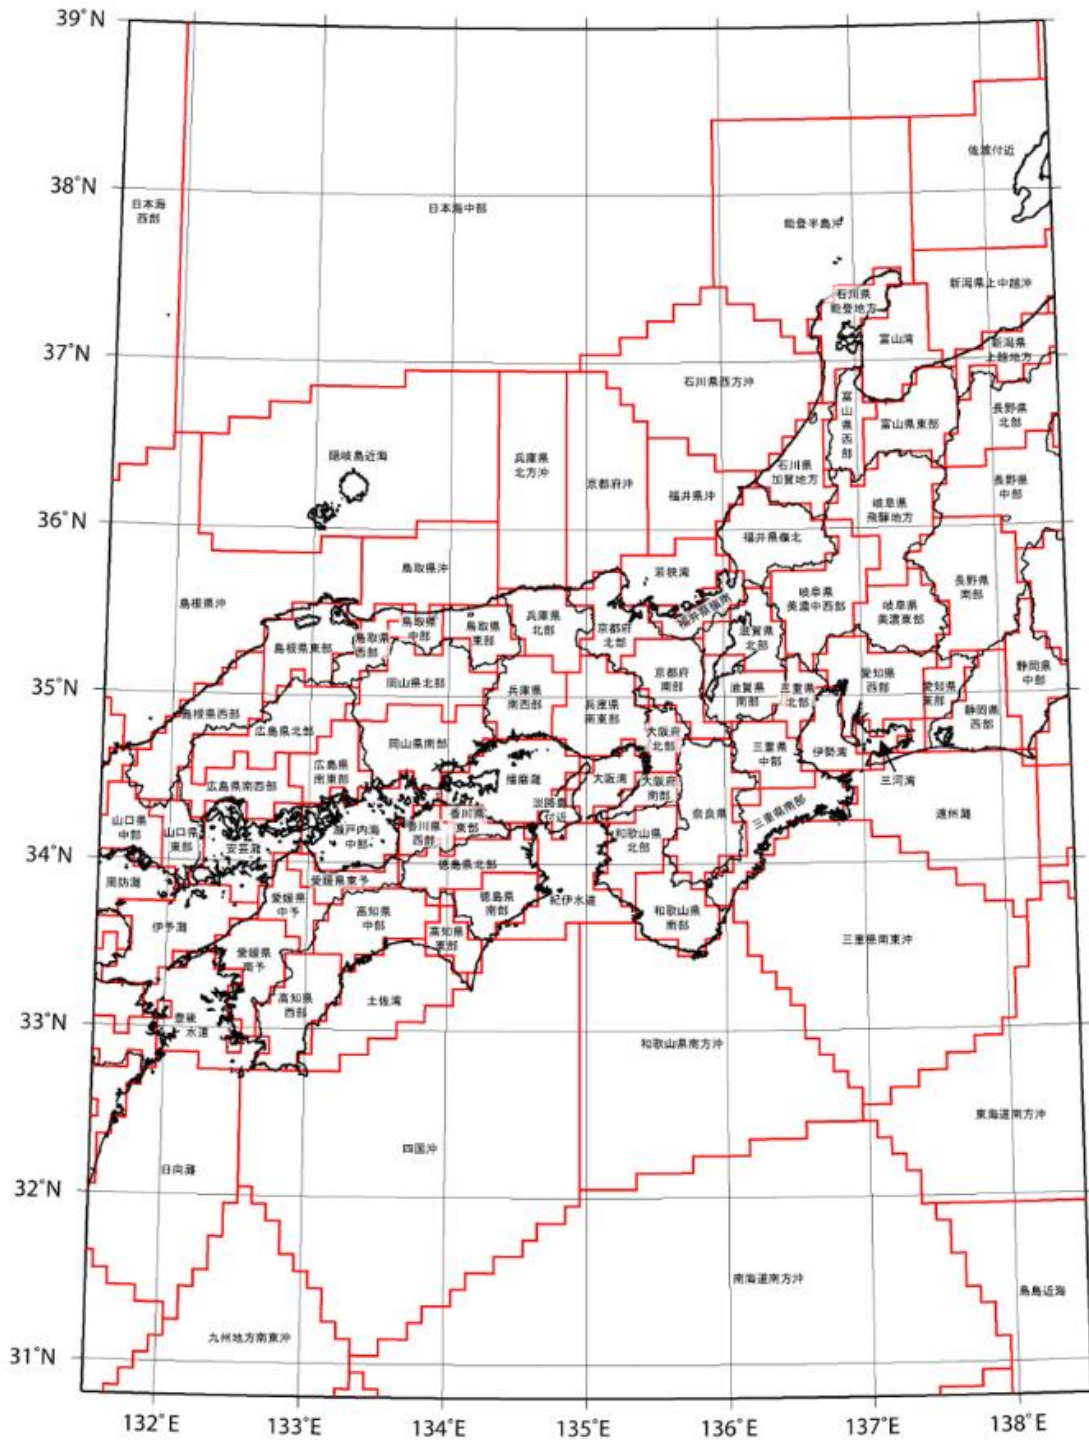 39°N
佐渡付近
38°N
日本海
西部
日本海中部
能登半島沖
新潟県上中越沖
石川県
能登地方
富山湾
新潟県
上越地方
37°N
石川県西方沖
富山県西部
富山県東部
長野県
北部
隠岐島近海
兵庫県
北方沖
京都府沖
福井県沖
石川県
加賀地方
長野県
中部
岐阜県
飛騨地方
36°N
福井県嶺北
鳥取県沖
若狭湾
長野県
南部
島根県沖
岐阜県
美濃中西部
岐阜県
美濃東部
福井県嶺南
鳥取県
中部
鳥取県
東部
兵庫県
北部
京都府
北部
滋賀県
北部
鳥取県
西部
島根県東部
静岡県
中部
35°N
岡山県北部
京都府
南部
愛知県
西部
兵庫県
南西部
滋賀県
南部
三重県
北部
愛知県
東部
島根県西部
兵庫県
南東部
静岡県
西部
広島県北部
岡山県南部
大阪府
北部
三重県
中部
伊勢湾
広島県
南東部
播磨灘
大阪湾
三河湾
広島県南西部
大阪府
南部
淡路島
付近
奈良県
三重県南部
遠州灘
山口県
中部
山口県
東部
安芸灘
瀬戸内海
中部
香川県
西部
香川県
東部
和歌山県
北部
34°N
徳島県北部
周防灘
愛媛県東予
愛媛県
中予
徳島県
南部
紀伊水道
伊予灘
高知県
中部
和歌山県
南部
高知県
東部
三重県南東沖
愛媛県
南予
高知県
西部
土佐湾
33°N
豊後
水道
和歌山県南方沖
東海道南方沖
四国沖
日向灘
32°N
南海道南方沖
鳥島近海
九州地方南東沖
31°N
132°E
133°E
134°E
135°E
136°E
137°E
138°E